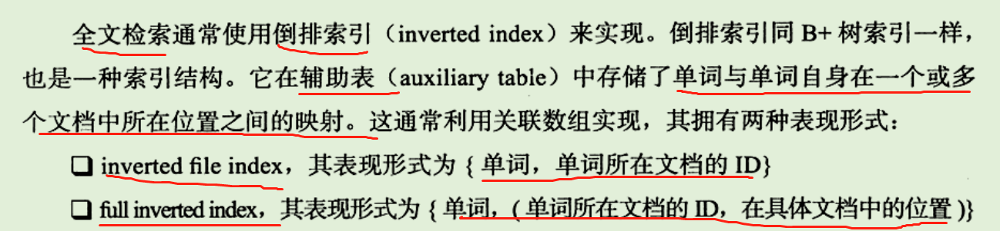 全文检索通常使用倒排索引（inverted index）来实现。倒排索引同 B+ 树索引一样，
也是一种索引结构。它在辅助表（auxiliary table）中存储了单词与单词自身在一个或多
个文档中所在位置之间的映射。这通常利用关联数组实现，其拥有两种表现形式：
❑ inverted file index，其表现形式为 { 单词，单词所在文档的 ID}
❑ full inverted index，其表现形式为 { 单词，( 单词所在文档的 ID，在具体文档中的位置 )}